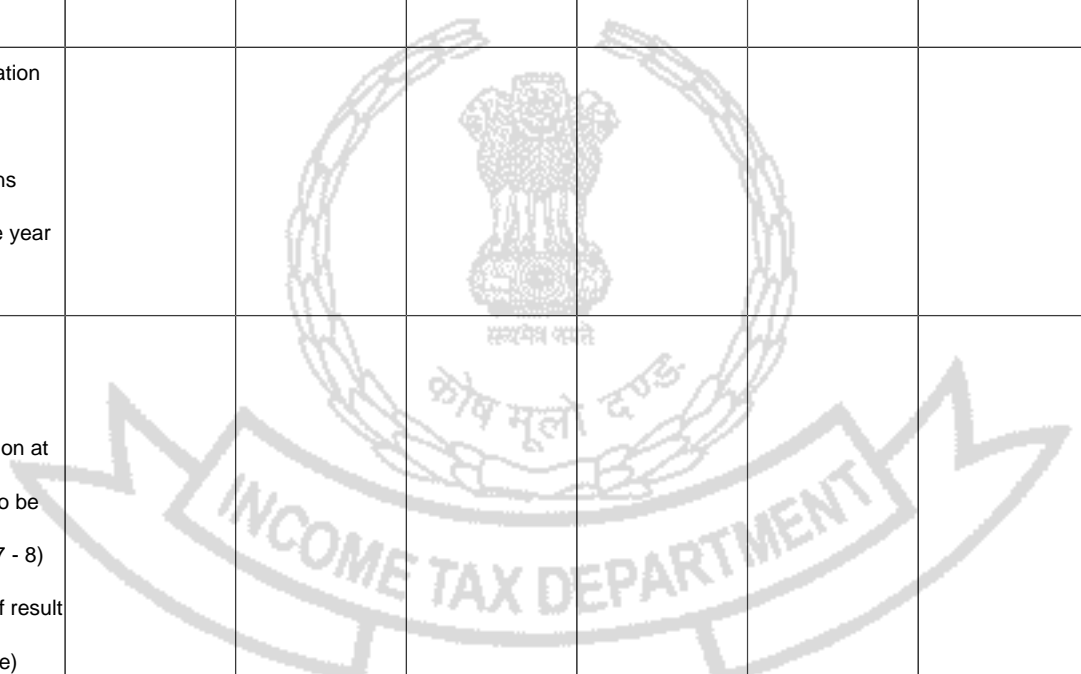 ation
ns
e year
on at
o be
7 - 8)
f result
e)
सत्यमेव जयते
कोष मूलो दण्ड
INCOME TAX DEPARTMENT